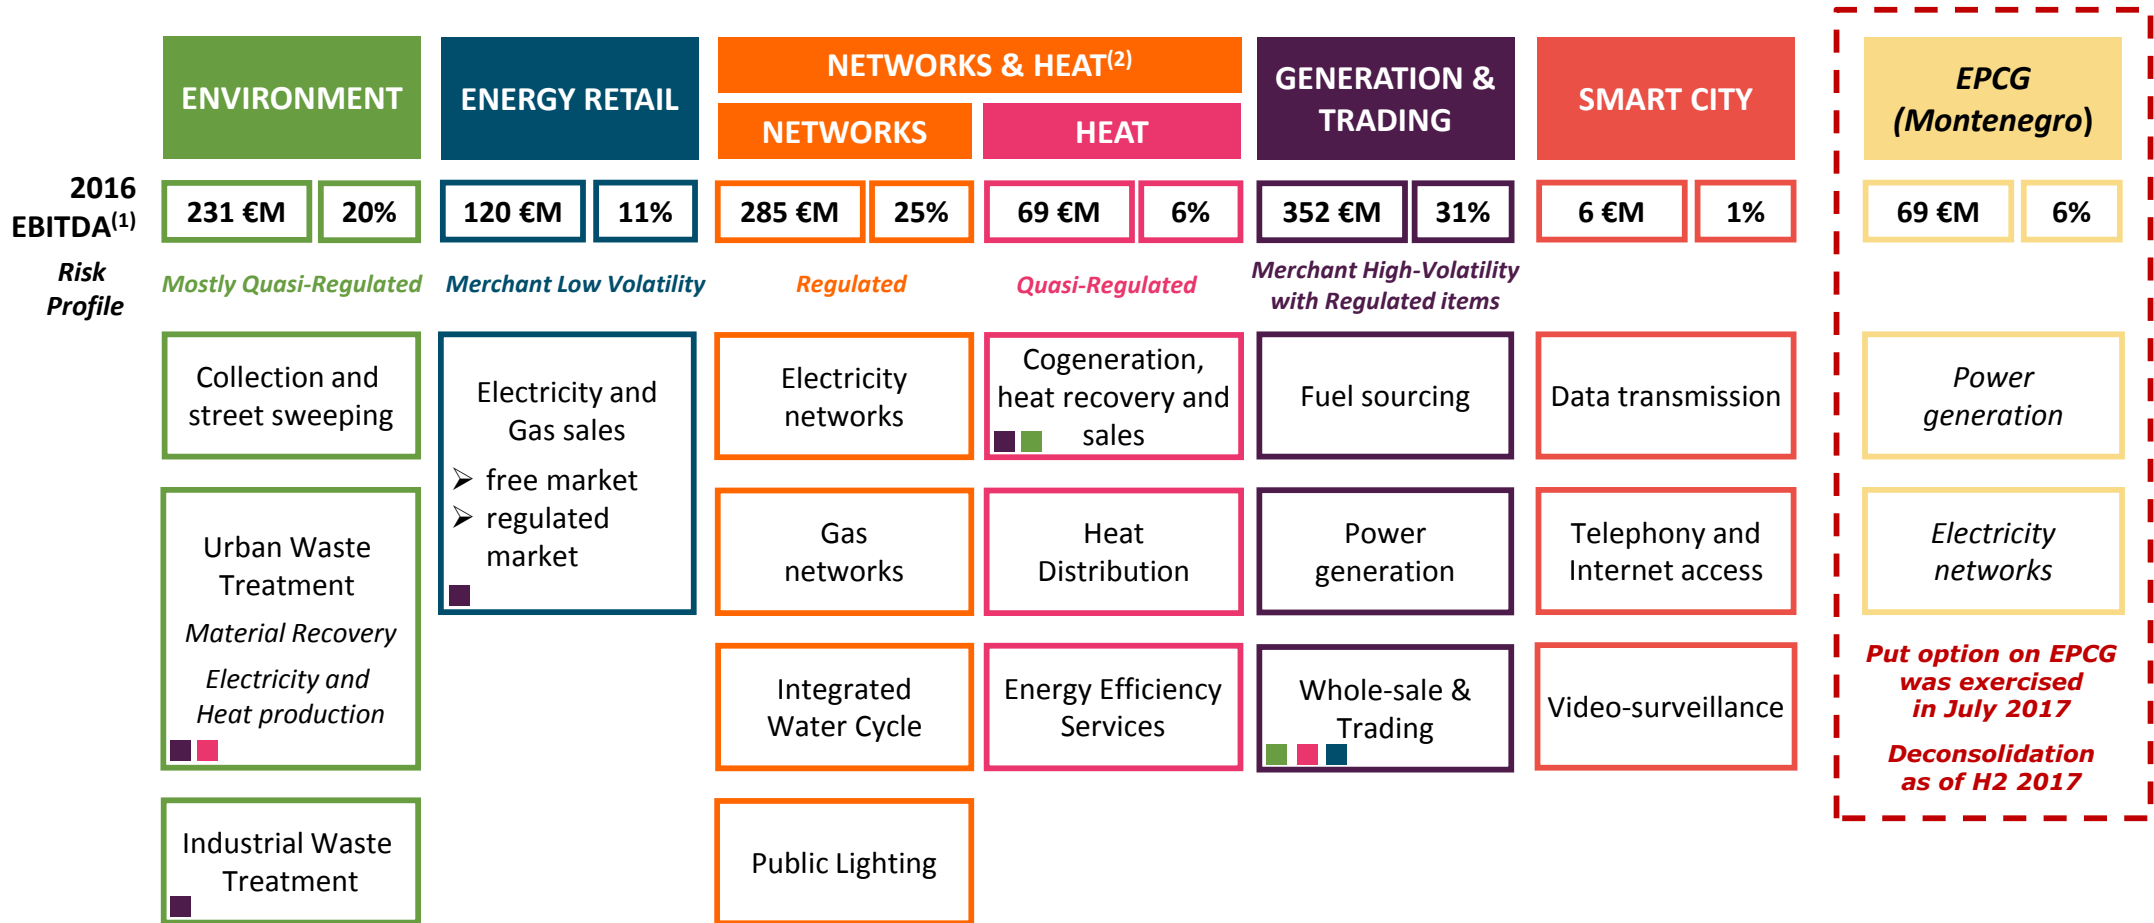 ENVIRONMENT
ENERGY RETAIL
NETWORKS & HEAT(2)
NETWORKS
HEAT
GENERATION &
TRADING
SMART CITY
EPCG
(Montenegro)
2016
EBITDA(1)
231 €M
20%
120 €M
11%
285 €M
25%
69 €M
6%
352 €M
31%
6 €M
1%
69 €M
6%
Risk
Profile
Mostly Quasi-Regulated
Merchant Low Volatility
Regulated
Quasi-Regulated
Merchant High-Volatility
with Regulated items
Collection and
street sweeping
Urban Waste
Treatment
Material Recovery
Electricity and
Heat production
Industrial Waste
Treatment
Electricity and
Gas sales
➢ free market
➢ regulated
market
Electricity
networks
Gas
networks
Integrated
Water Cycle
Public Lighting
Cogeneration,
heat recovery and
sales
Heat
Distribution
Energy Efficiency
Services
Fuel sourcing
Power
generation
Whole-sale &
Trading
Data transmission
Telephony and
Internet access
Video-surveillance
Power
generation
Electricity
networks
Put option on EPCG
was exercised
in July 2017
Deconsolidation
as of H2 2017